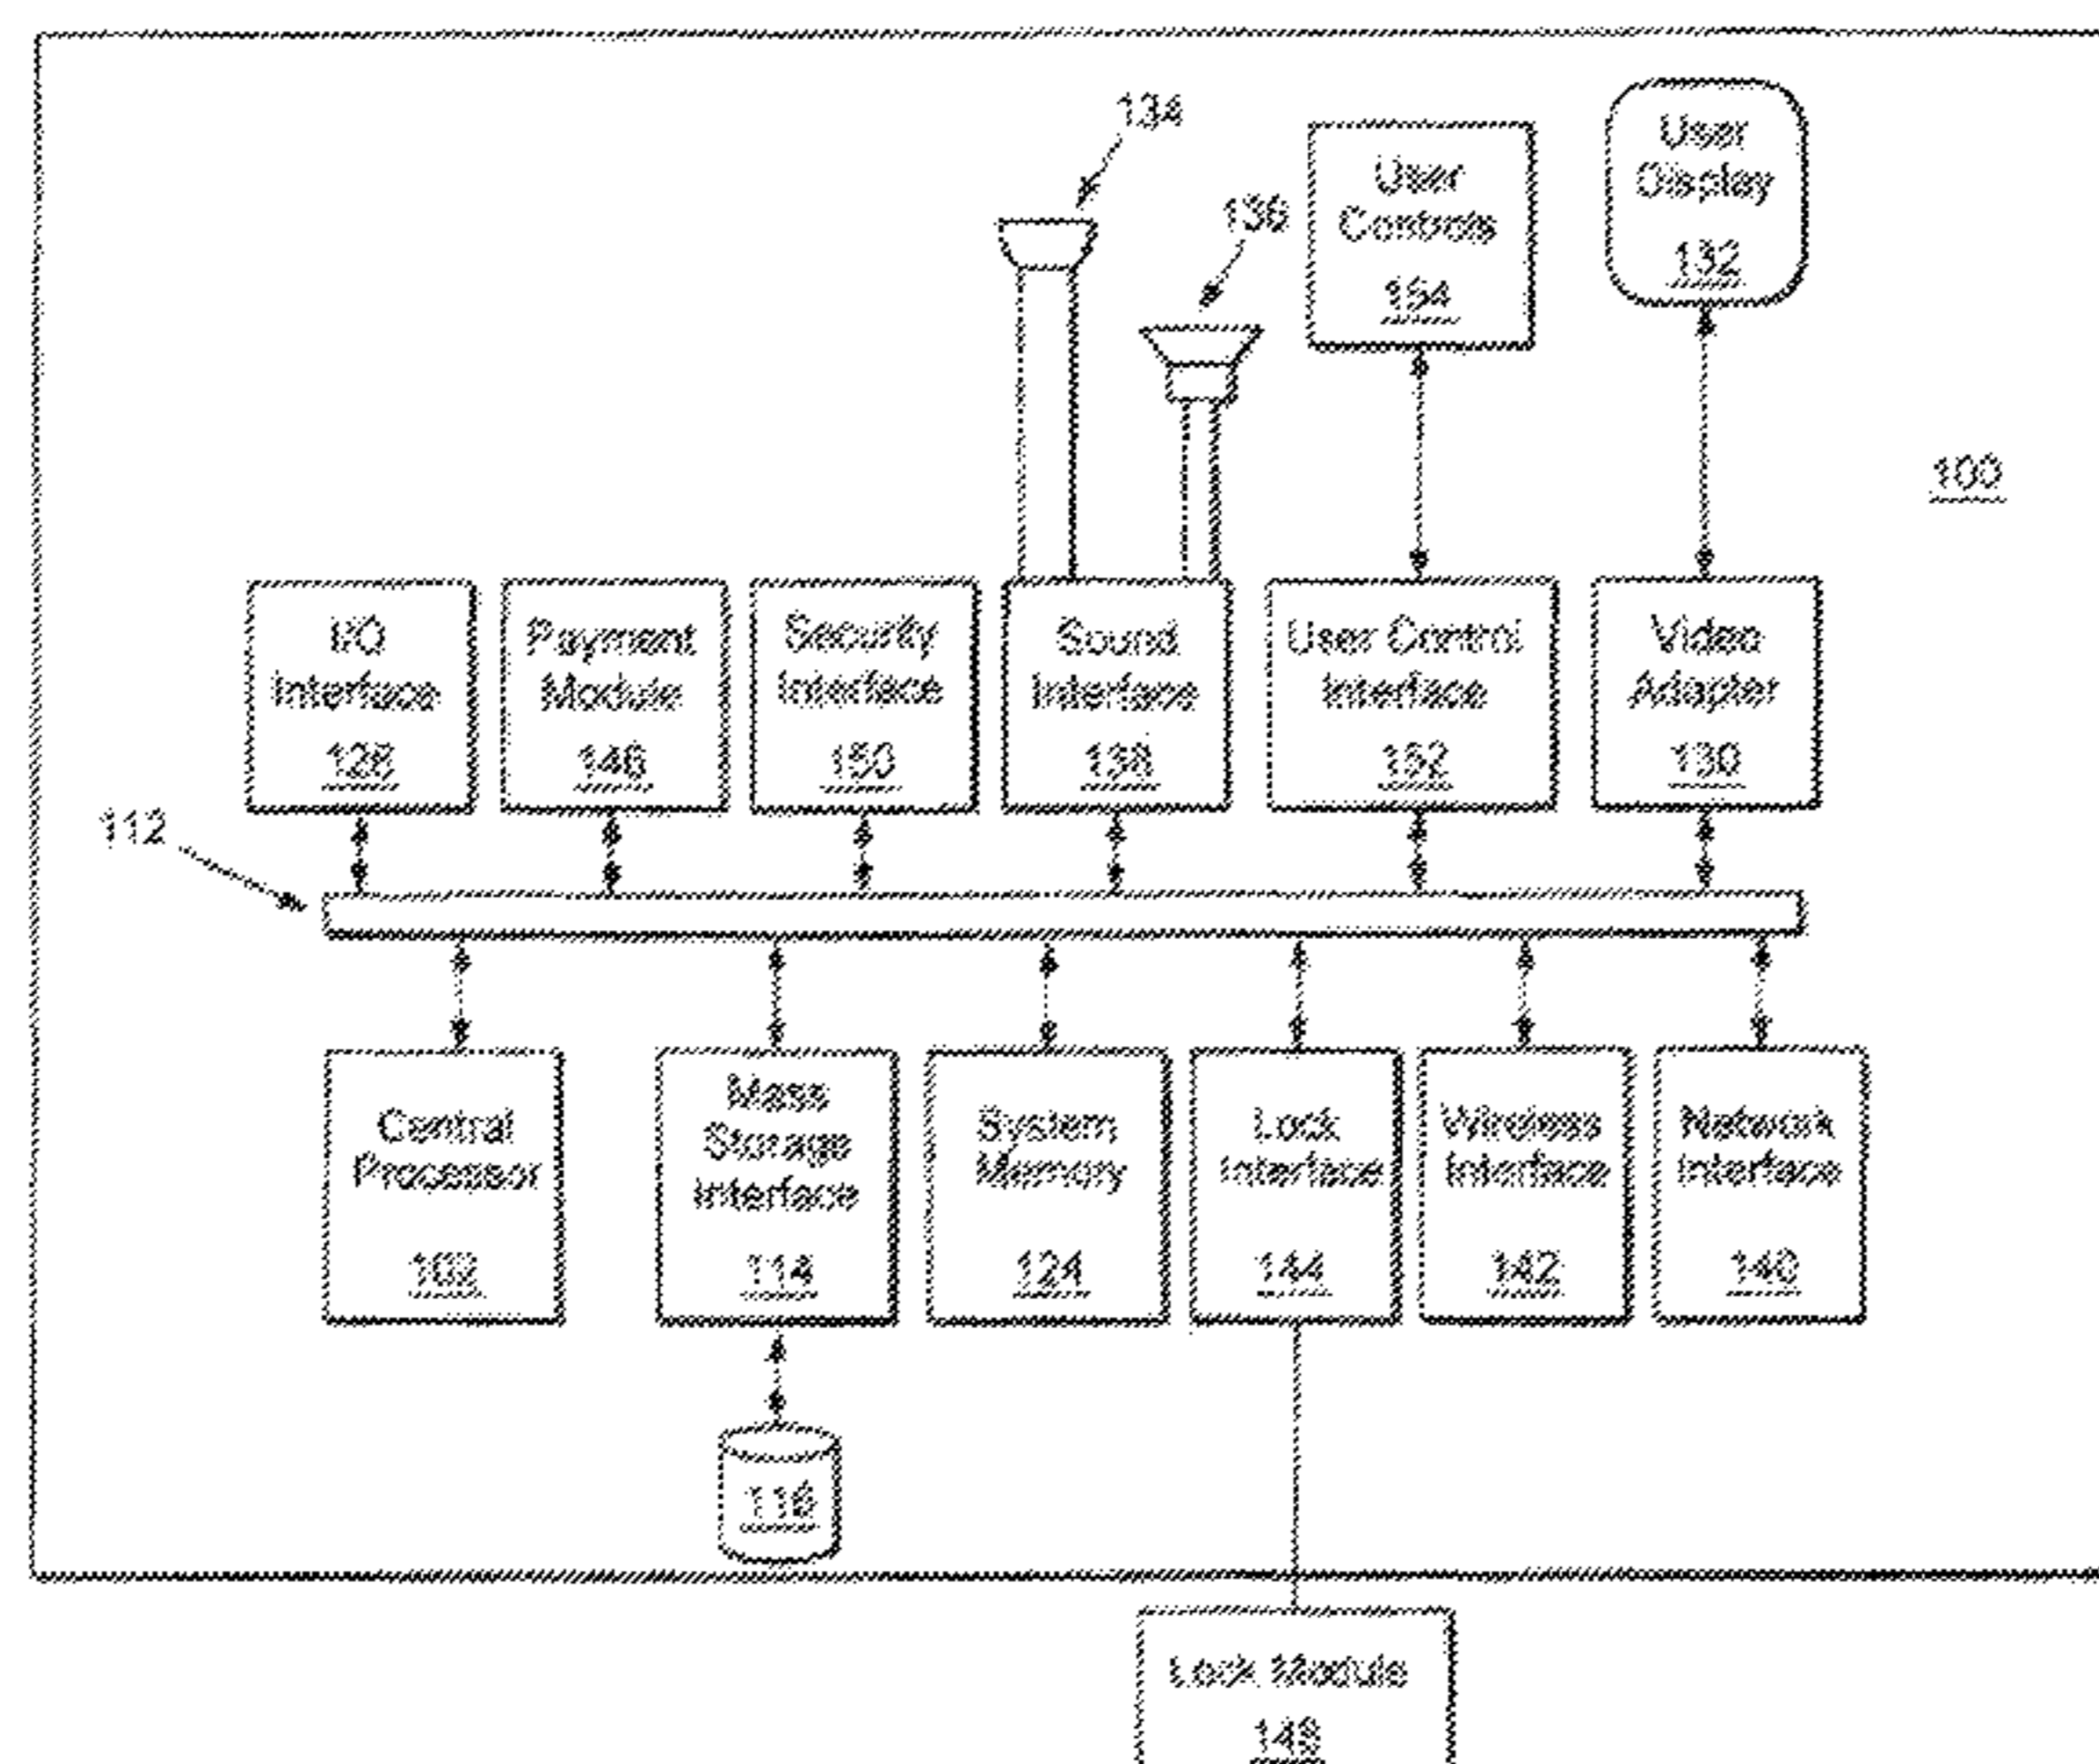 134
User
Display
132
User
Controls
154
136
100
I/O
Interface
128
Payment
Module
146
Security
Interface
150
Sound
Interface
138
User Control
Interface
152
Video
Adapter
130
112
Central
Processor
102
Mass
Storage
Interface
114
System
Memory
124
Lock
Interface
144
Wireless
Interface
142
Network
Interface
140
116
Lock Module
148